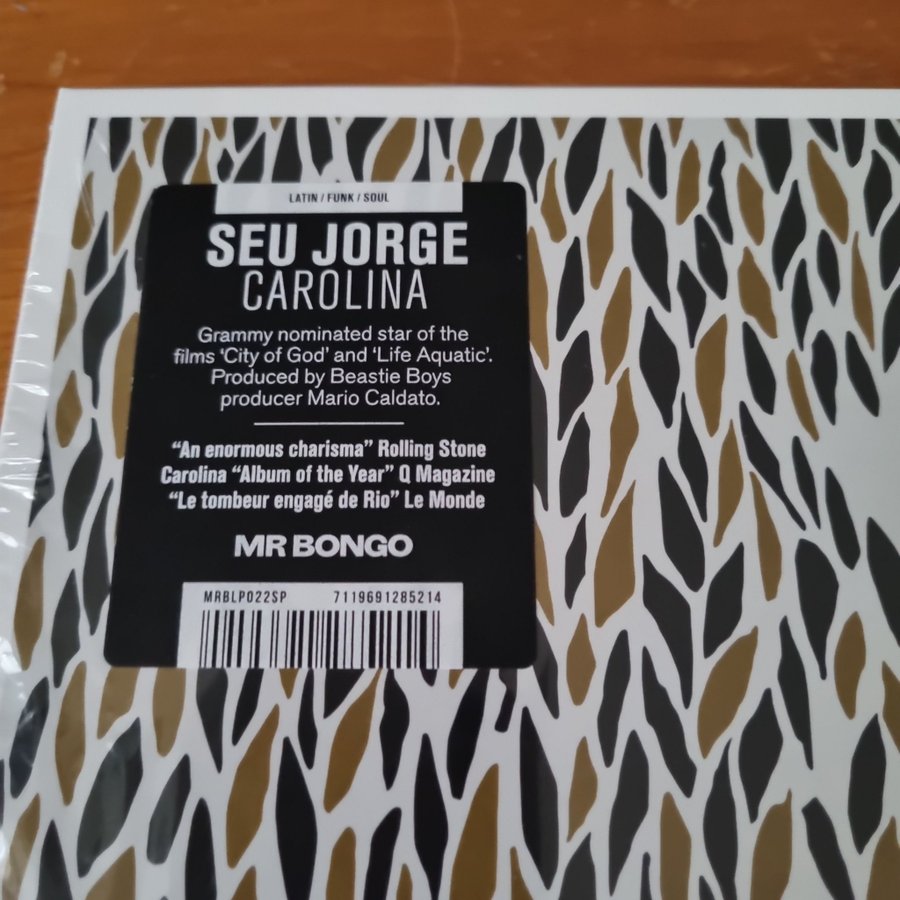 LATIN / FUNK / SOUL
SEU JORGE
CAROLINA
Grammy nominated star of the
films ‘City of God’ and ‘Life Aquatic’.
Produced by Beastie Boys
producer Mario Caldato.
“An enormous charisma” Rolling Stone
Carolina “Album of the Year” Q Magazine
“Le tombeur engagé de Rio” Le Monde
MR BONGO
MRBLP022SP 7119691285214